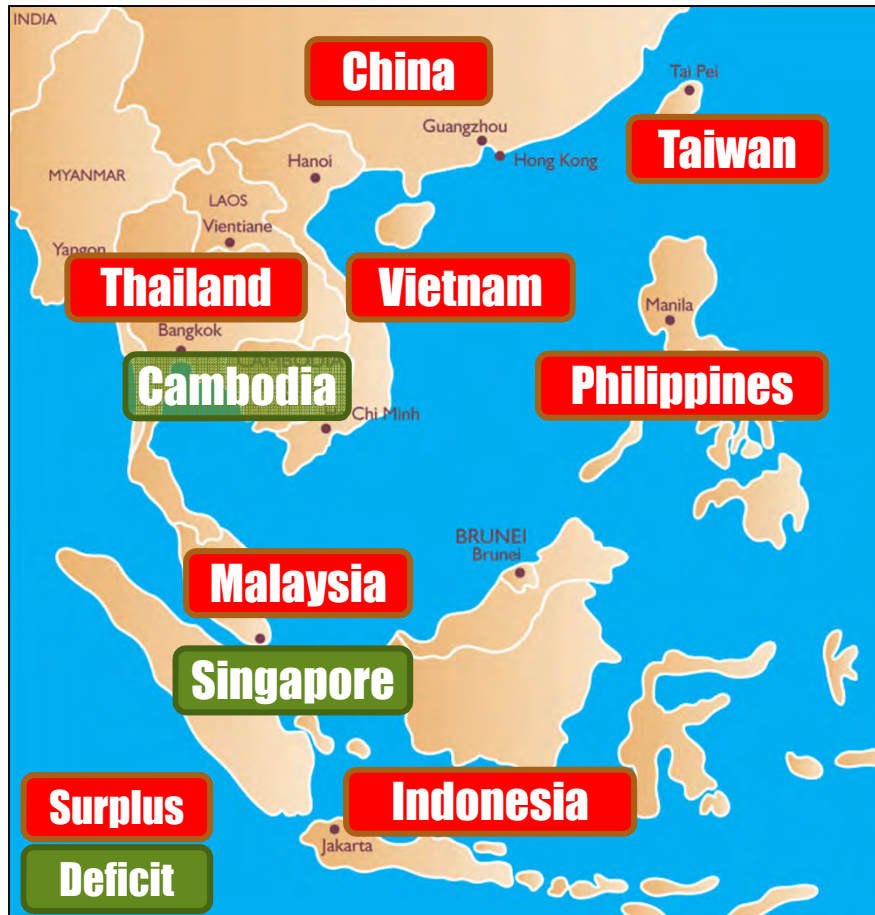 INDIA
China
Tai Pei
Guangzhou
Taiwan
Hanoi
Hong Kong
MYANMAR
LAOS
Vientiane
Yangon
Thailand
Vietnam
Manila
Bangkok
Cambodia
Philippines
Chi Minh
BRUNEI
Brunei
Malaysia
Singapore
Surplus
Indonesia
Jakarta
Deficit